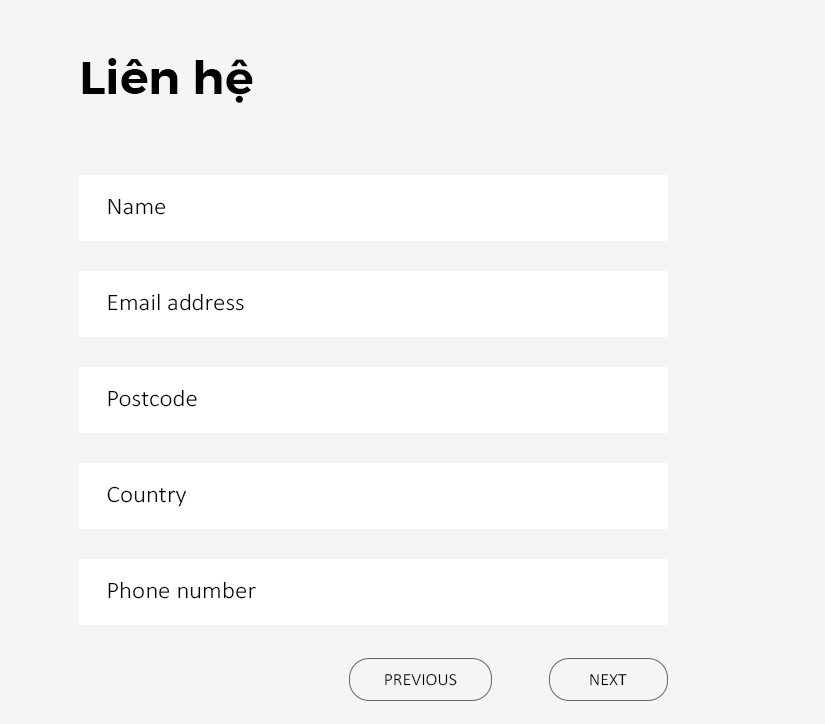 Liên hệ
Name
Email address
Postcode
Country
Phone number
PREVIOUS NEXT